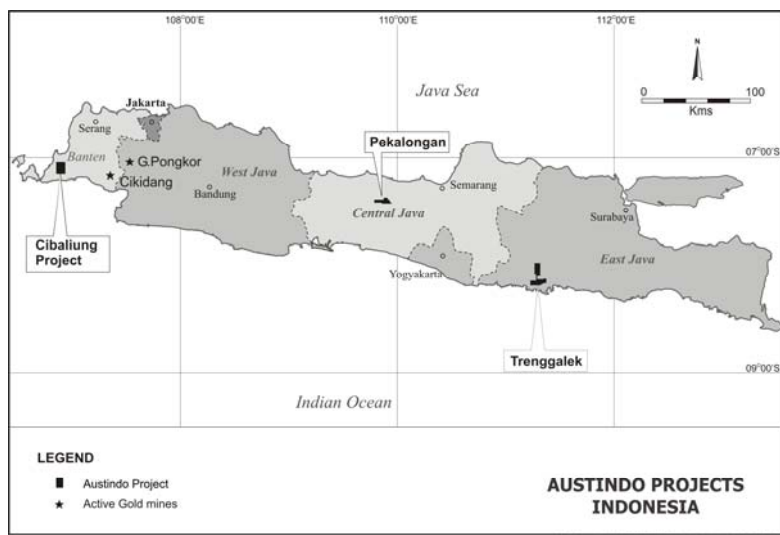 108°00'E
110°00'E
112°00'E
N
0
100
Kms
Java Sea
Jakarta
Serang
Pekalongan
07°00'S
Banten
G.Pongkor
West Java
Cikidang
Bandung
Semarang
Central Java
Surabaya
Cibaliung
Project
Yogyakarta
East Java
Trenggalek
09°00'S
Indian Ocean
LEGEND
Austindo Project
Active Gold mines
AUSTINDO PROJECTS
INDONESIA